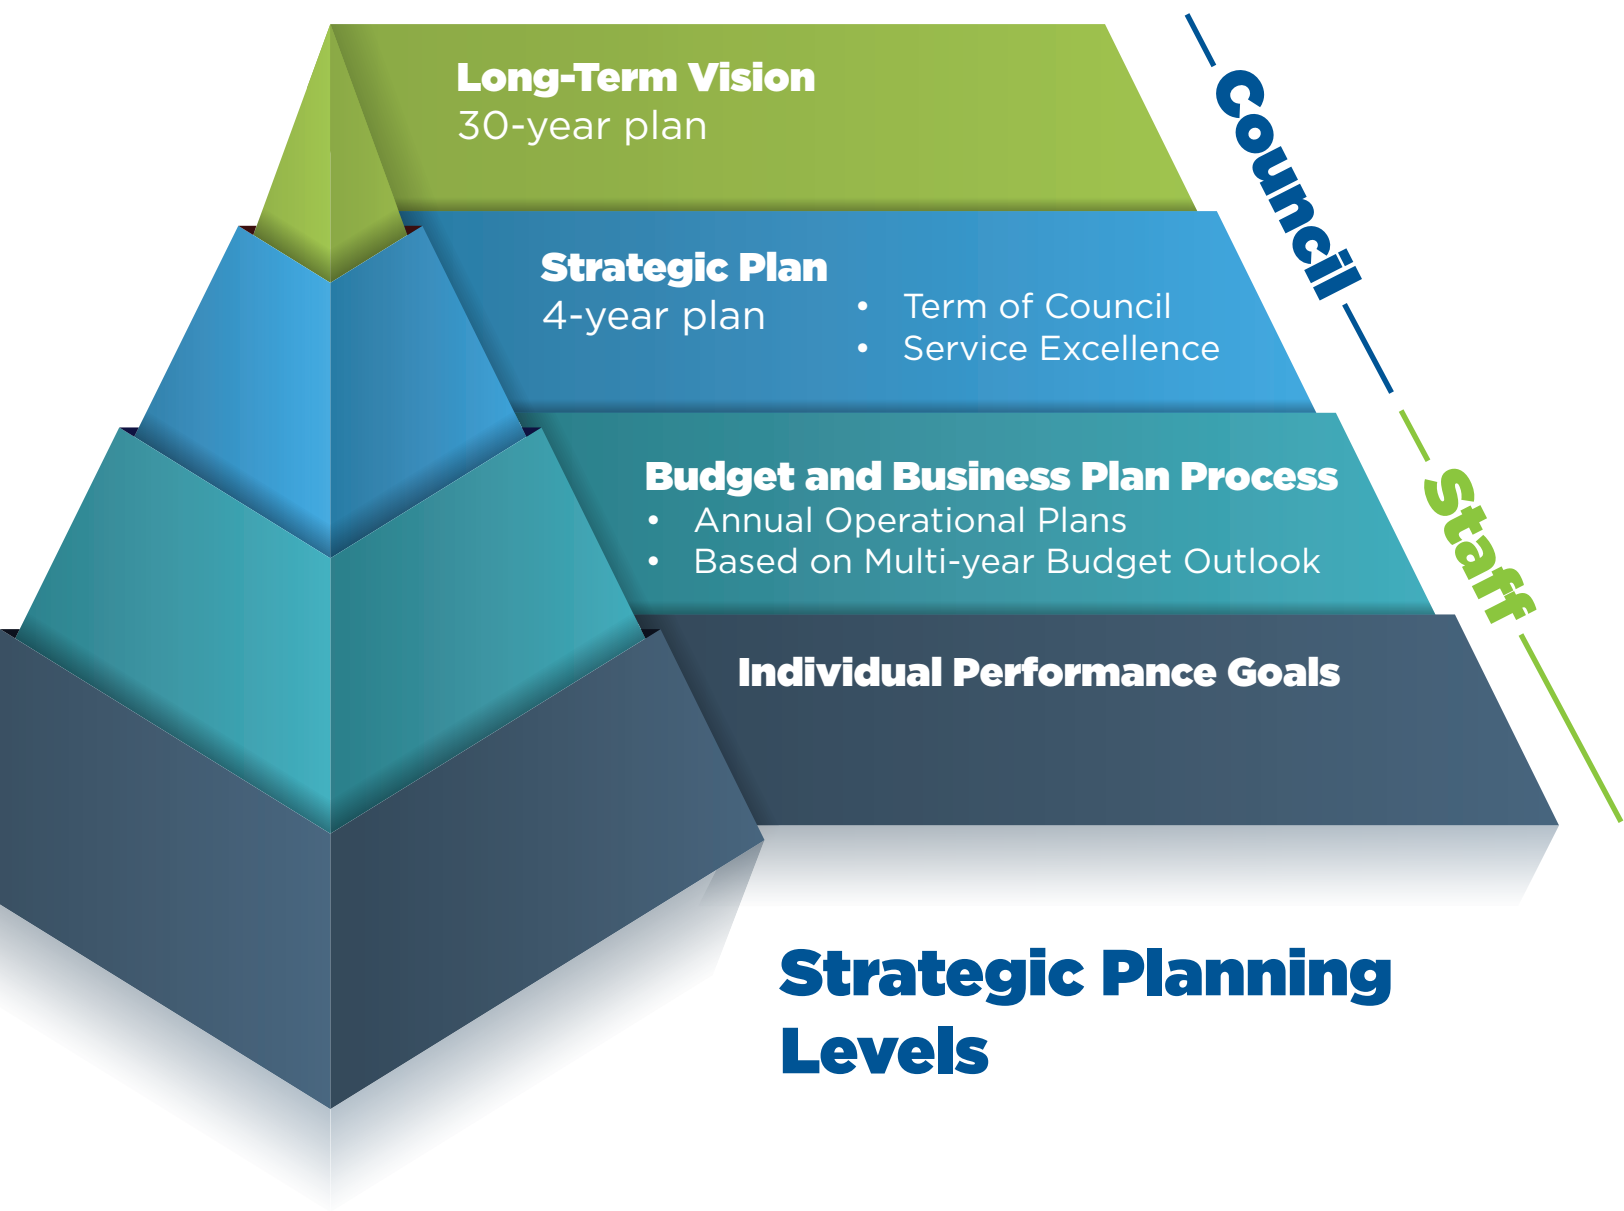 Long-Term Vision
30-year plan
Council
Strategic Plan
4-year plan
• Term of Council
• Service Excellence
Staff
Budget and Business Plan Process
• Annual Operational Plans
• Based on Multi-year Budget Outlook
Individual Performance Goals
Strategic Planning
Levels